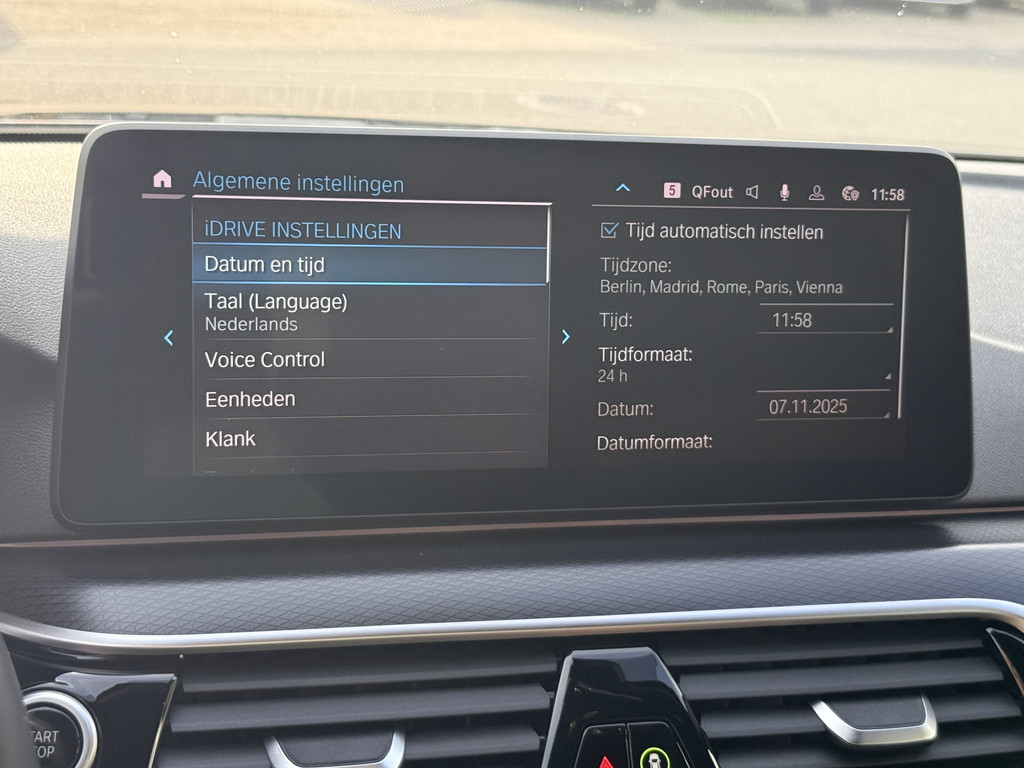 Algemene instellingen
5 QFout 11:58
iDRIVE INSTELLINGEN
Datum en tijd
Taal (Language)
Nederlands
Voice Control
Eenheden
Klank
Tijd automatisch instellen
Tijdzone:
Berlin, Madrid, Rome, Paris, Vienna
Tijd: 11:58
Tijdformaat:
24 h
Datum: 07.11.2025
Datumformaat: